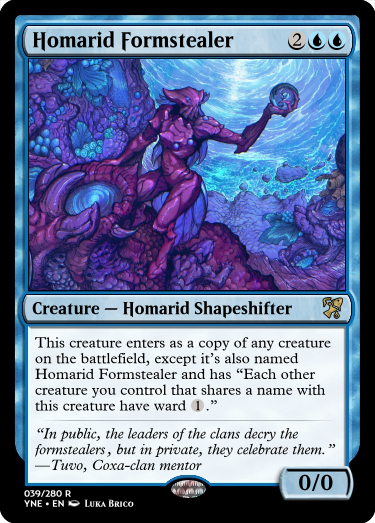 Homarid Formstealer 2
Creature — Homarid Shapeshifter
This creature enters as a copy of any creature
on the battlefield, except it's also named
Homarid Formstealer and has “Each other
creature you control that shares a name with
this creature have ward 1.”
“In public, the leaders of the clans decry the
formstealers, but in private, they celebrate them.”
—Tuvo, Coxa-clan mentor
0/0
039/280 R
YNE • EN Luka Brico